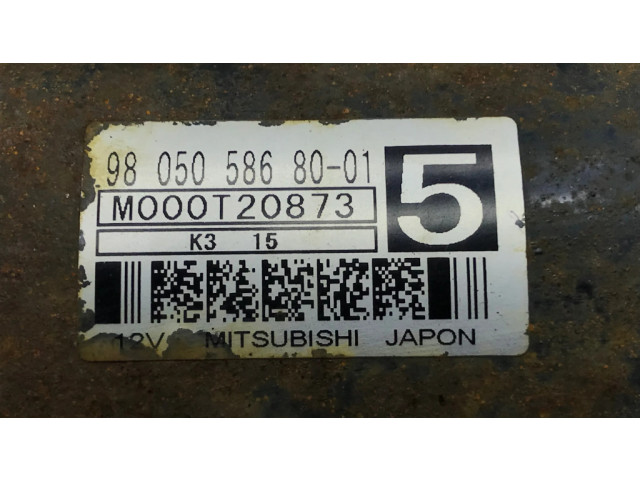 98 050 586 80-01
5
M000T20873
K3 15
12V MITSUBISHI JAPON